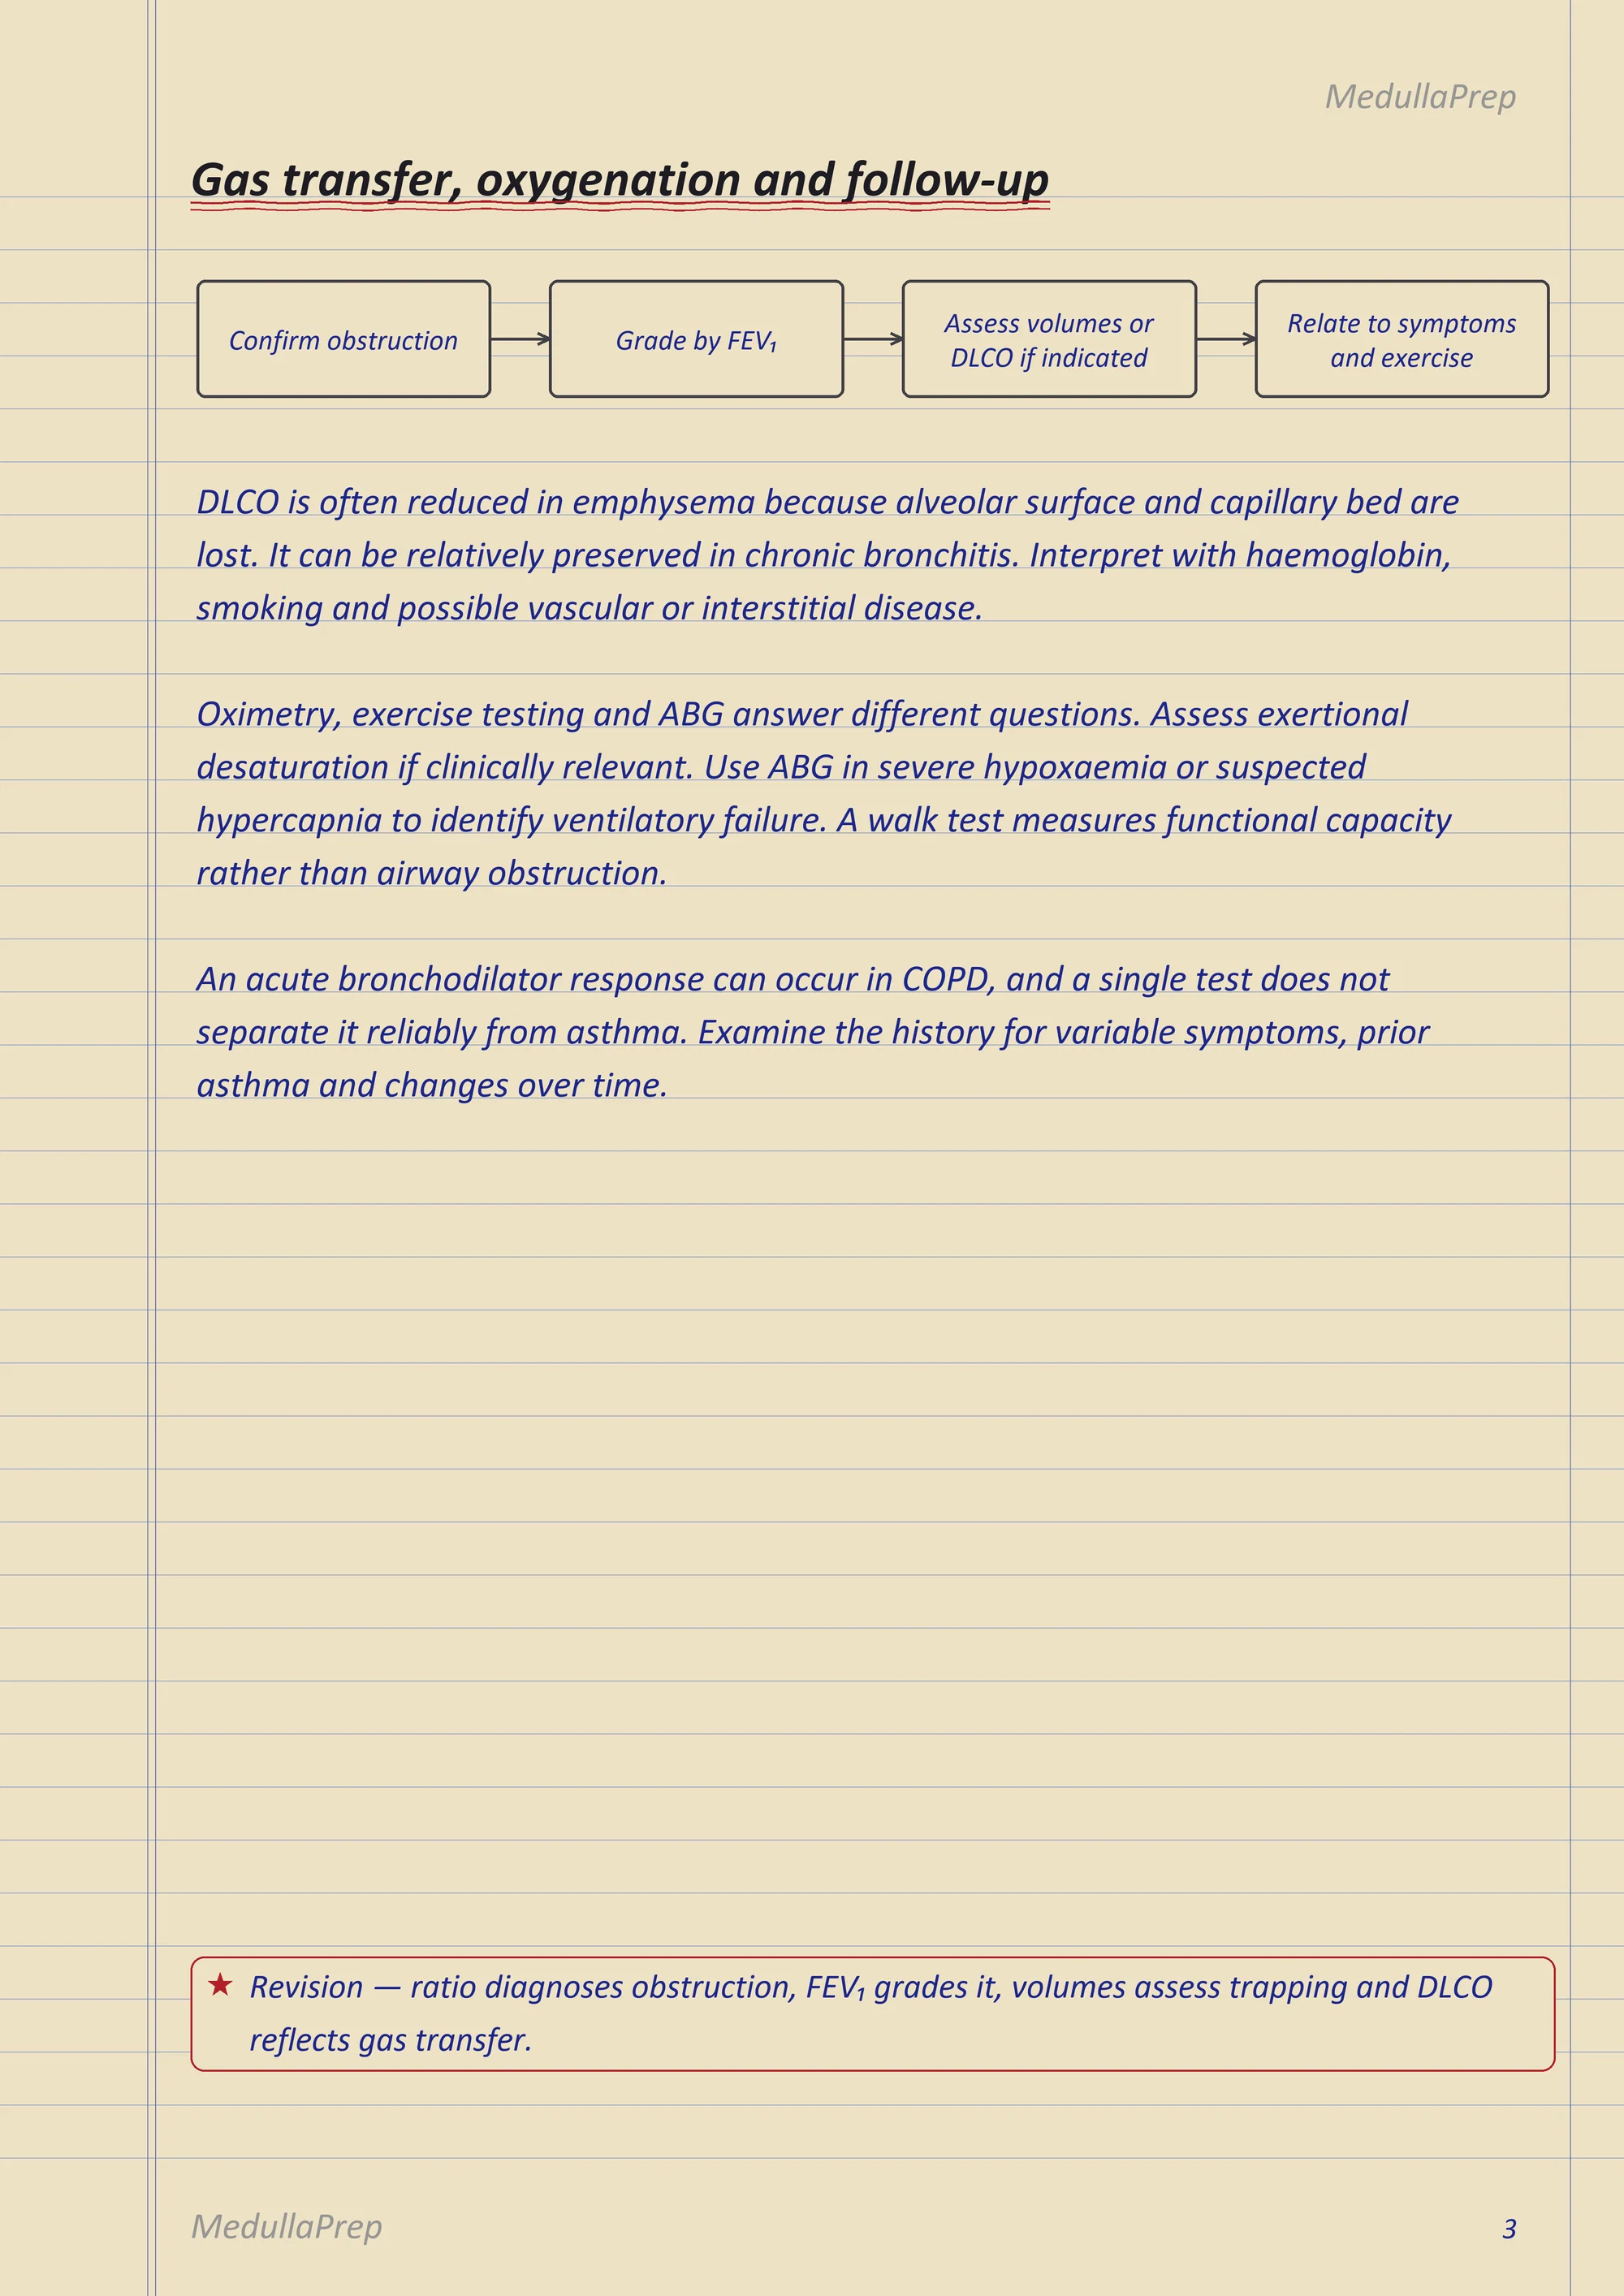 MedullaPrep
Gas transfer, oxygenation and follow-up
Confirm obstruction
Grade by FEV₁
Assess volumes or
DLCO if indicated
Relate to symptoms
and exercise
DLCO is often reduced in emphysema because alveolar surface and capillary bed are
lost. It can be relatively preserved in chronic bronchitis. Interpret with haemoglobin,
smoking and possible vascular or interstitial disease.
Oximetry, exercise testing and ABG answer different questions. Assess exertional
desaturation if clinically relevant. Use ABG in severe hypoxaemia or suspected
hypercapnia to identify ventilatory failure. A walk test measures functional capacity
rather than airway obstruction.
An acute bronchodilator response can occur in COPD, and a single test does not
separate it reliably from asthma. Examine the history for variable symptoms, prior
asthma and changes over time.
★ Revision — ratio diagnoses obstruction, FEV₁ grades it, volumes assess trapping and DLCO
reflects gas transfer.
MedullaPrep
3